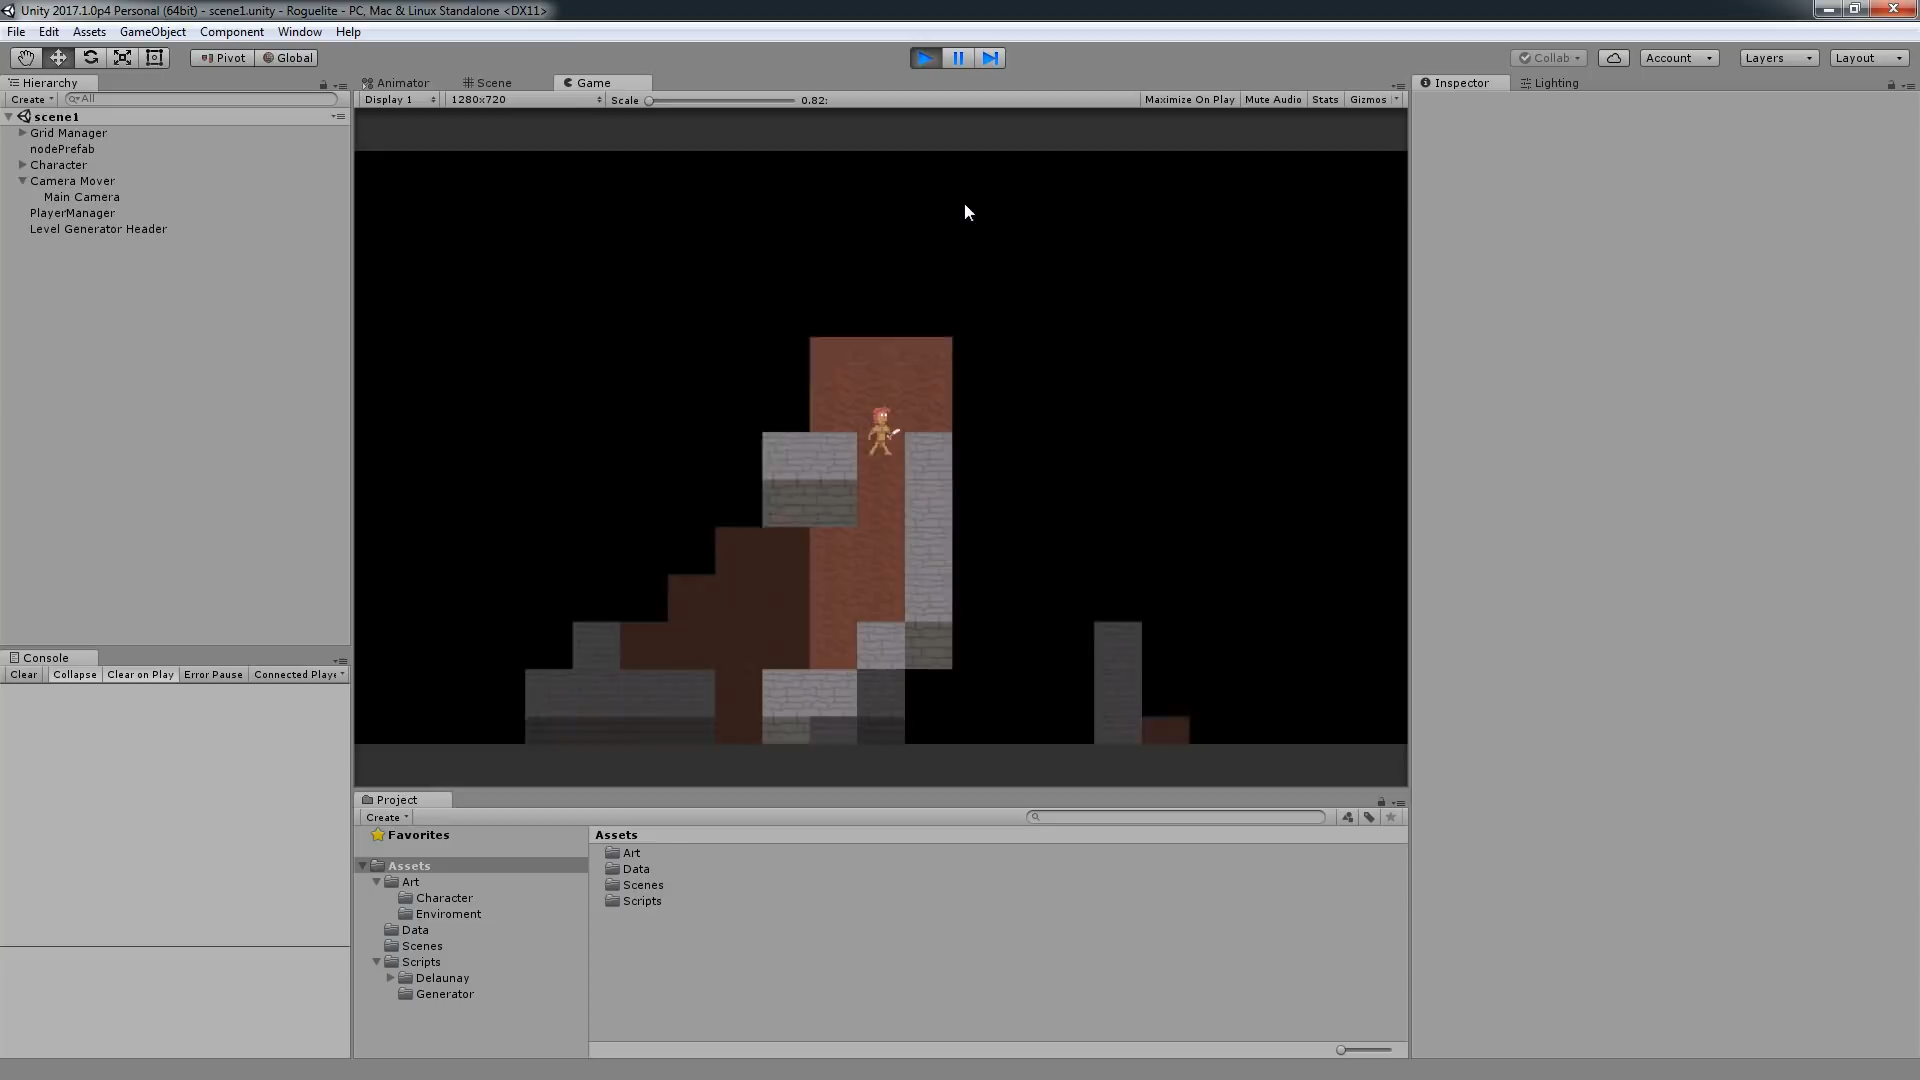 Unity 2017.1.0p4 Personal (64bit) - scene1.unity - Roguelite - PC, Mac & Linux Standalone <DX11>
File Edit Assets GameObject Component Window Help
Pivot Global Collab Account Layers Layout
Hierarchy Animator Scene Game Inspector Lighting
Create All Display 1 1280x720 Scale 0.82: Maximize On Play Mute Audio Stats Gizmos
scene1
Grid Manager
nodePrefab
Character
Camera Mover
Main Camera
PlayerManager
Level Generator Header
Console
Clear Collapse Clear on Play Error Pause Connected Playe
Project
Create
Favorites
Assets
Art
Character
Enviroment
Data
Scenes
Scripts
Delaunay
Generator
Assets
Art
Data
Scenes
Scripts